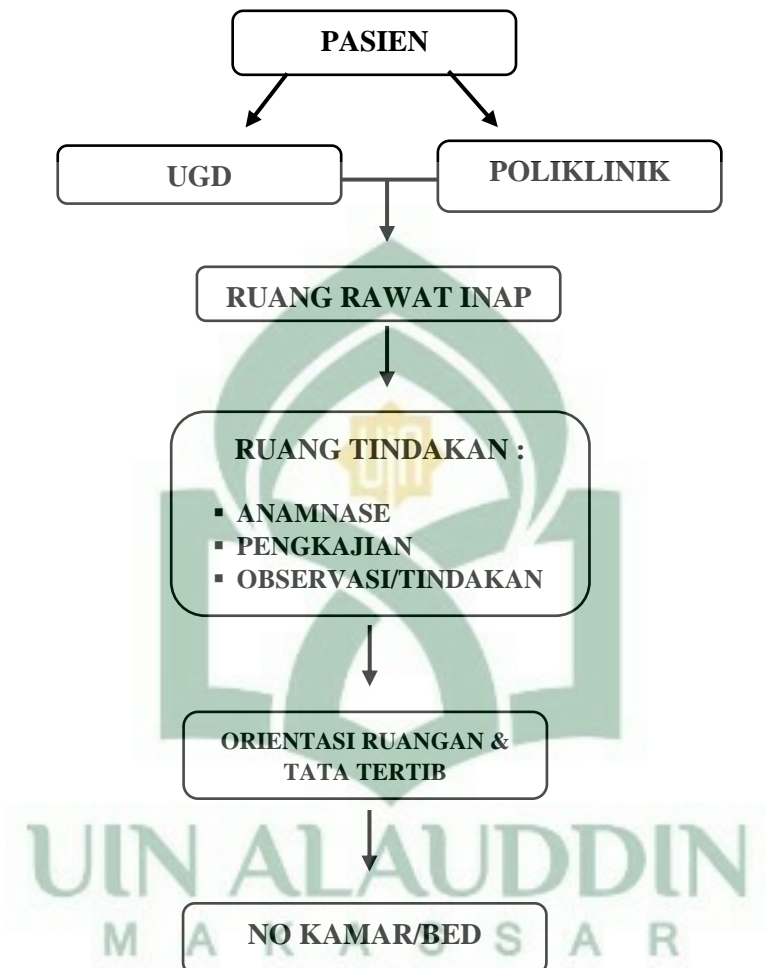 PASIEN
UGD
POLIKLINIK
RUANG RAWAT INAP
RUANG TINDAKAN :
▪ ANAMNASE
▪ PENGKAJIAN
▪ OBSERVASI/TINDAKAN
ORIENTASI RUANGAN &
TATA TERTIB
UIN ALAUDDIN
NO KAMAR/BED
MAKASSAR